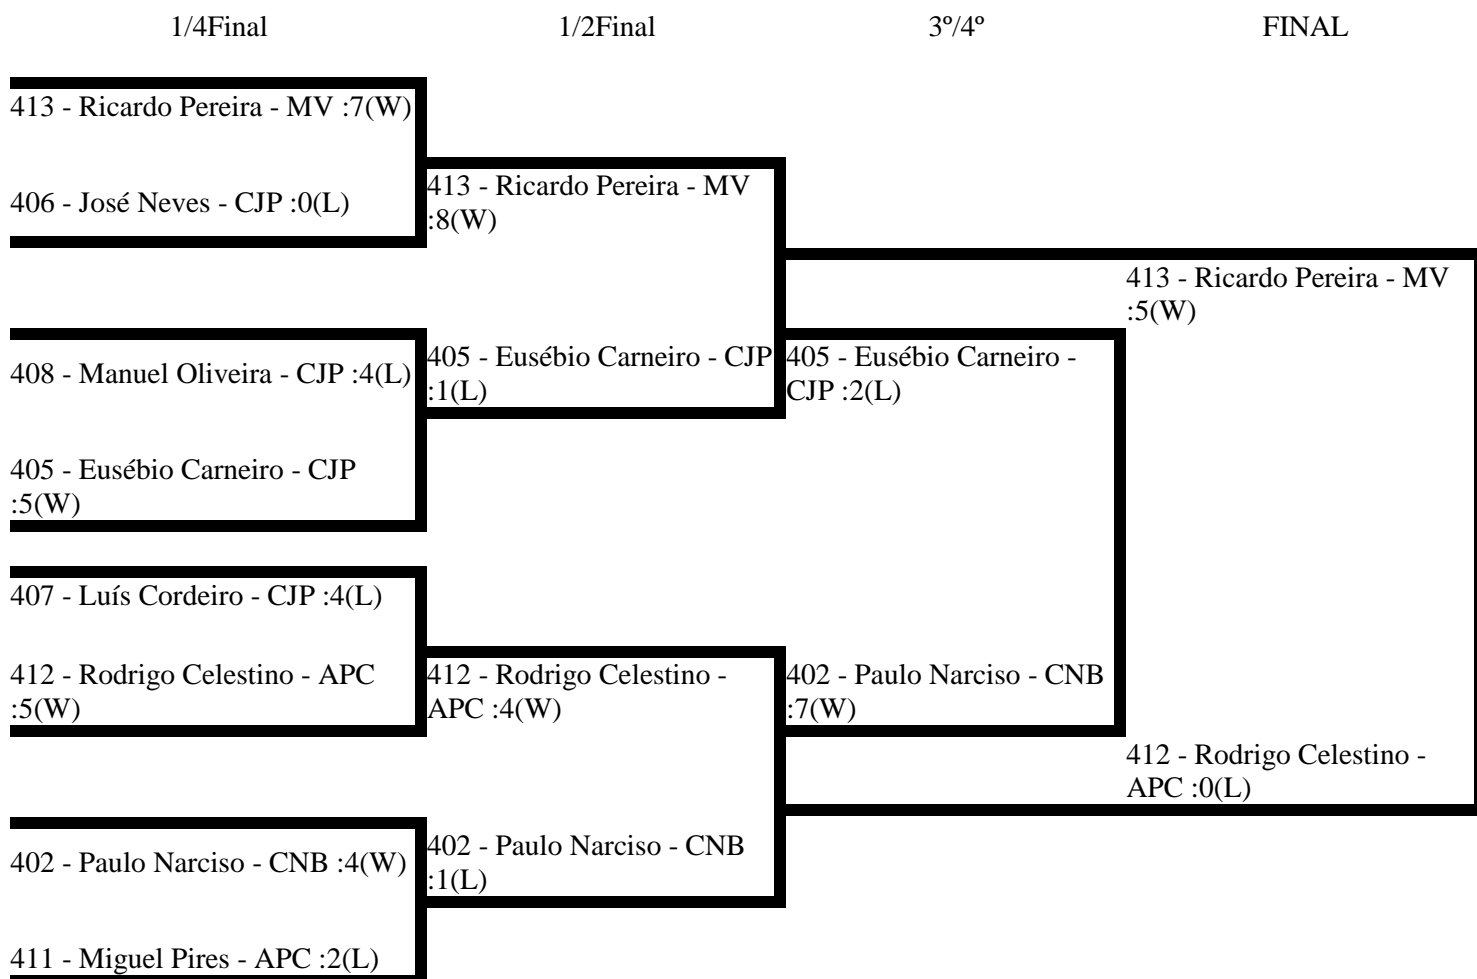 1/4Final
1/2Final
3º/4º
FINAL
413 - Ricardo Pereira - MV :7(W)
406 - José Neves - CJP :0(L)
408 - Manuel Oliveira - CJP :4(L)
405 - Eusébio Carneiro - CJP
:5(W)
407 - Luís Cordeiro - CJP :4(L)
412 - Rodrigo Celestino - APC
:5(W)
402 - Paulo Narciso - CNB :4(W)
411 - Miguel Pires - APC :2(L)
413 - Ricardo Pereira - MV
:8(W)
405 - Eusébio Carneiro - CJP
:1(L)
412 - Rodrigo Celestino -
APC :4(W)
402 - Paulo Narciso - CNB
:1(L)
405 - Eusébio Carneiro -
CJP :2(L)
402 - Paulo Narciso - CNB
:7(W)
413 - Ricardo Pereira - MV
:5(W)
412 - Rodrigo Celestino -
APC :0(L)